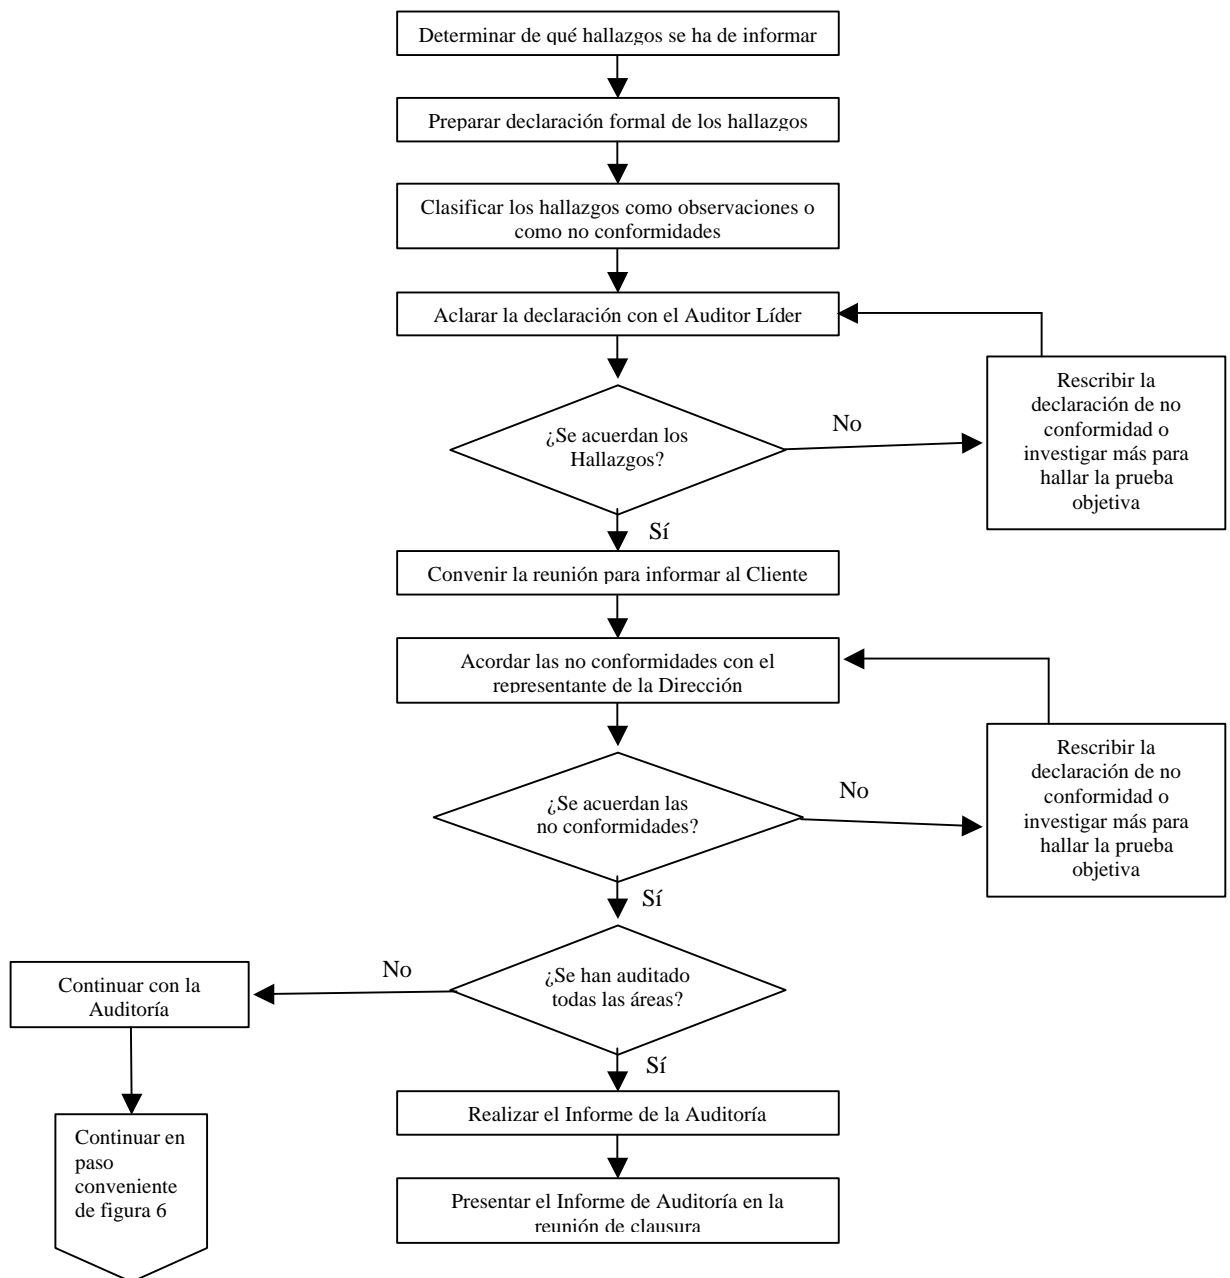 Determinar de qué hallazgos se ha de informar
Preparar declaración formal de los hallazgos
Clasificar los hallazgos como observaciones o
como no conformidades
Aclarar la declaración con el Auditor Líder
¿Se acuerdan los
Hallazgos?
No
Rescribir la
declaración de no
conformidad o
investigar más para
hallar la prueba
objetiva
Sí
Convenir la reunión para informar al Cliente
Acordar las no conformidades con el
representante de la Dirección
¿Se acuerdan las
no conformidades?
No
Rescribir la
declaración de no
conformidad o
investigar más para
hallar la prueba
objetiva
Sí
¿Se han auditado
todas las áreas?
No
Continuar con la
Auditoría
Continuar en
paso
conveniente
de figura 6
Sí
Realizar el Informe de la Auditoría
Presentar el Informe de Auditoría en la
reunión de clausura